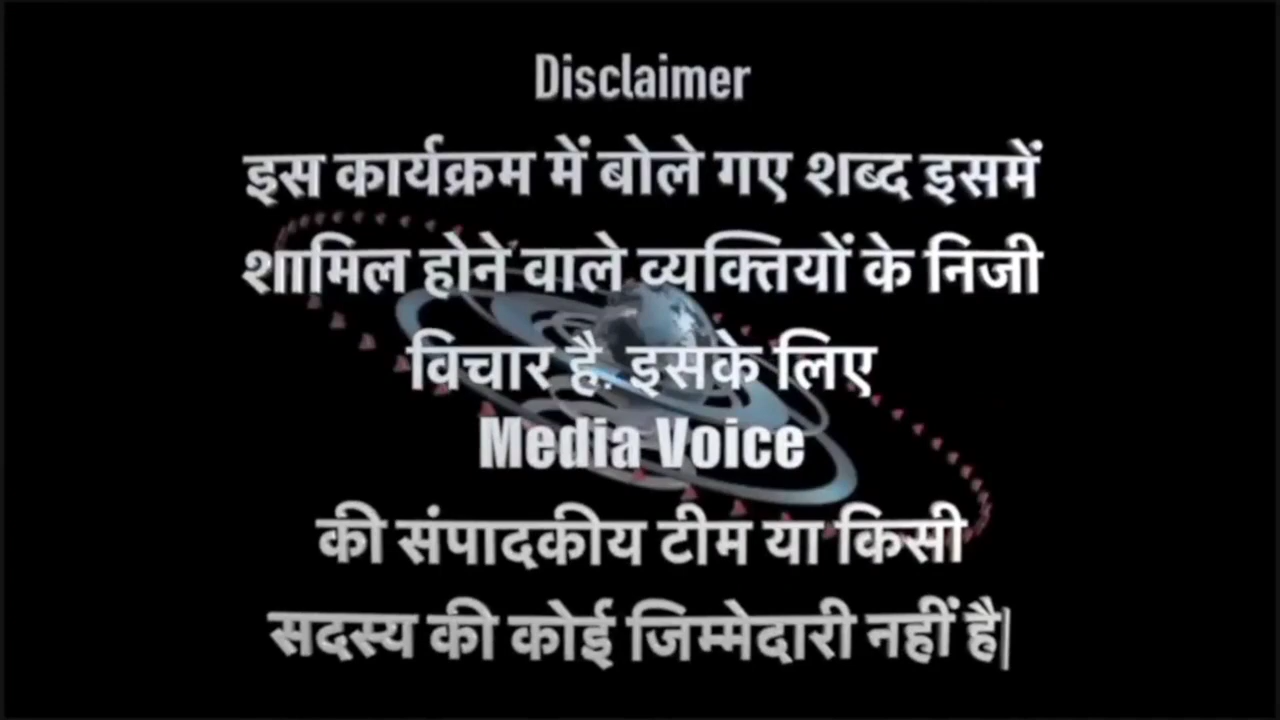 Disclaimer
इस कार्यक्रम में बोले गए शब्द इसमें
शामिल होने वाले व्यक्तियों के निजी
विचार है. इसके लिए
Media Voice
की संपादकीय टीम या किसी
सदस्य की कोई जिम्मेदारी नहीं है|